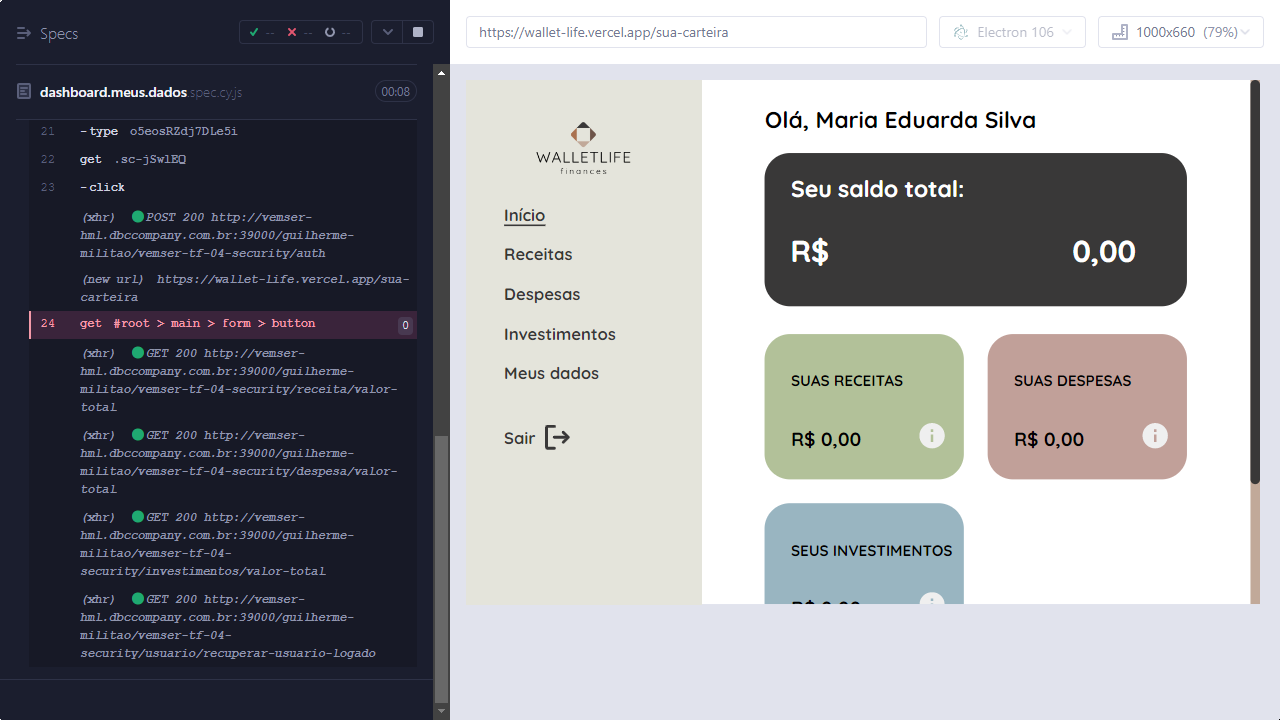 Specs
-- -- --
dashboard.meus.dados.spec.cy.js 00:08
21 -type o5eosRZdj7DLe5i
22 get .sc-jSwlEQ
23 -click
(xhr) POST 200 http://vemser-
hml.dbccompany.com.br:39000/guilherme-
militao/vemser-tf-04-security/auth
(new url) https://wallet-life.vercel.app/sua-
carteira
24 get #root > main > form > button 0
(xhr) GET 200 http://vemser-
hml.dbccompany.com.br:39000/guilherme-
militao/vemser-tf-04-security/receita/valor-
total
(xhr) GET 200 http://vemser-
hml.dbccompany.com.br:39000/guilherme-
militao/vemser-tf-04-security/despesa/valor-
total
(xhr) GET 200 http://vemser-
hml.dbccompany.com.br:39000/guilherme-
militao/vemser-tf-04-
security/investimentos/valor-total
(xhr) GET 200 http://vemser-
hml.dbccompany.com.br:39000/guilherme-
militao/vemser-tf-04-
security/usuario/recuperar-usuario-logado
https://wallet-life.vercel.app/sua-carteira
Electron 106
1000x660 (79%)
WALLETLIFE
finances
Início
Receitas
Despesas
Investimentos
Meus dados
Sair
Olá, Maria Eduarda Silva
Seu saldo total:
R$ 0,00
SUAS RECEITAS
R$ 0,00
SUAS DESPESAS
R$ 0,00
SEUS INVESTIMENTOS
R$ 0,00